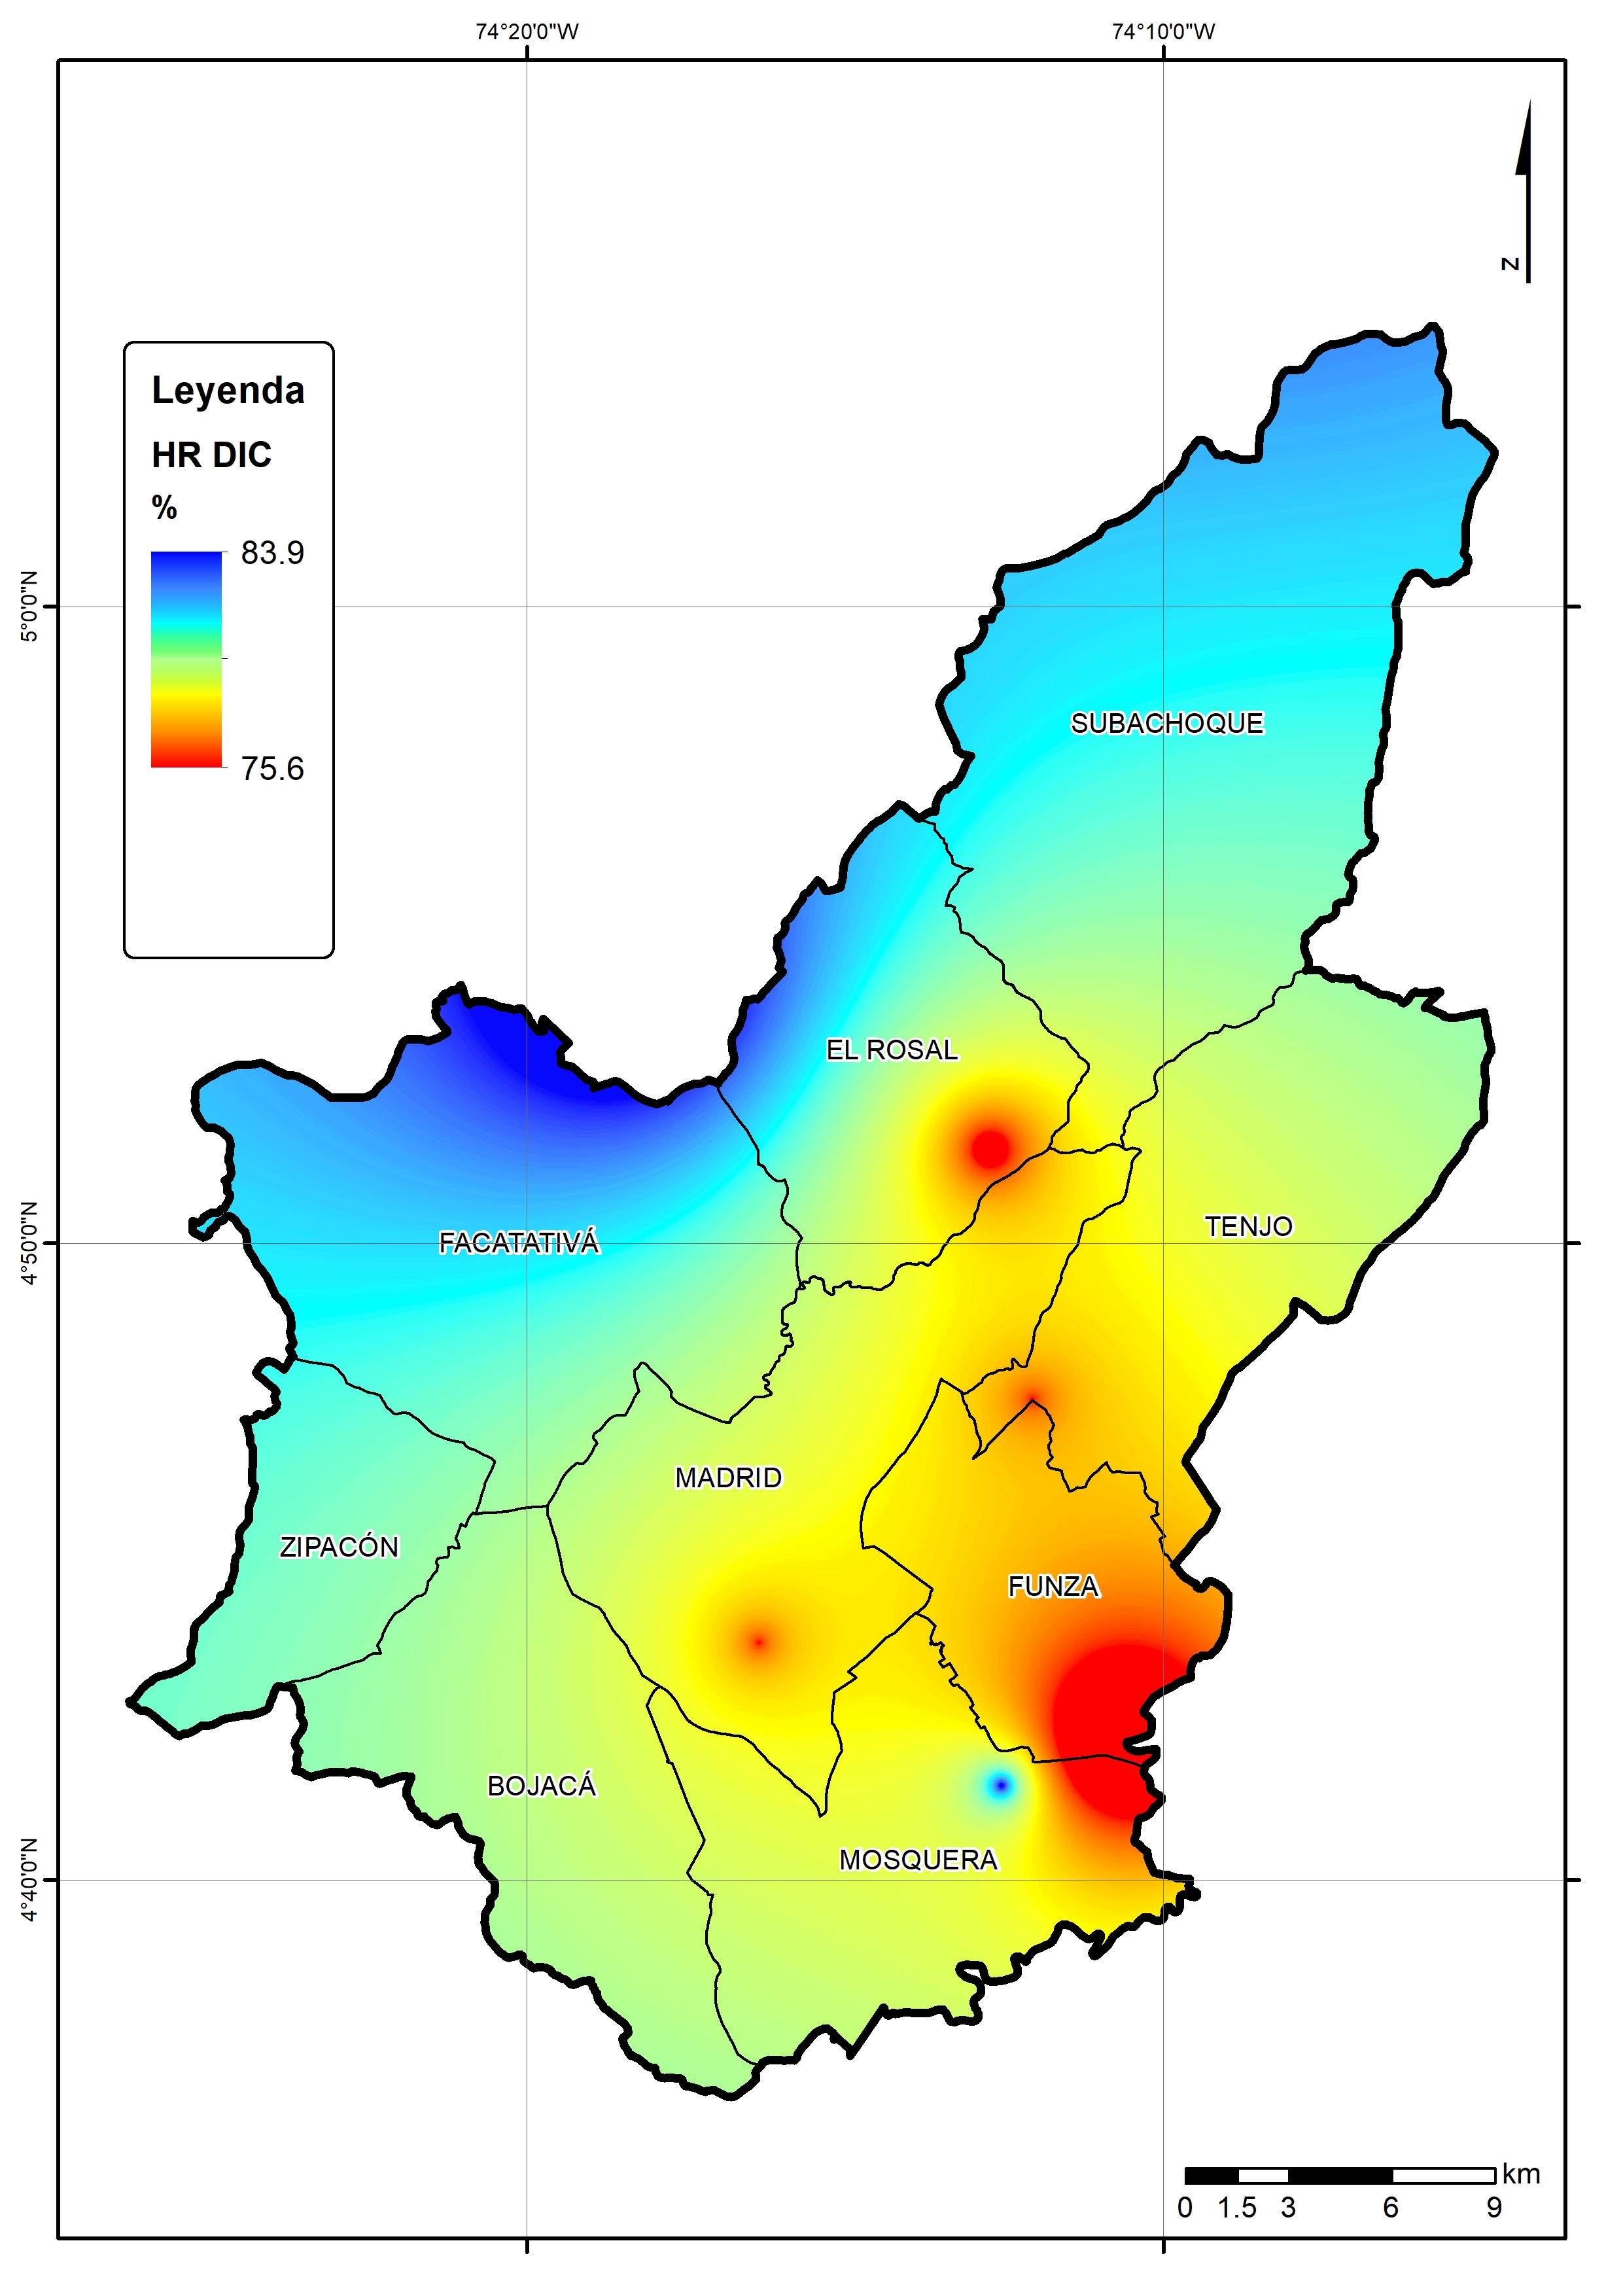 74°20'0"W 74°10'0"W
N
Leyenda
HR DIC
%
83.9
75.6
5°0'0"N
SUBACHOQUE
EL ROSAL
TENJO
4°50'0"N
FACATATIVÁ
MADRID
ZIPACÓN
FUNZA
BOJACÁ
MOSQUERA
4°40'0"N
km
0 1.5 3 6 9